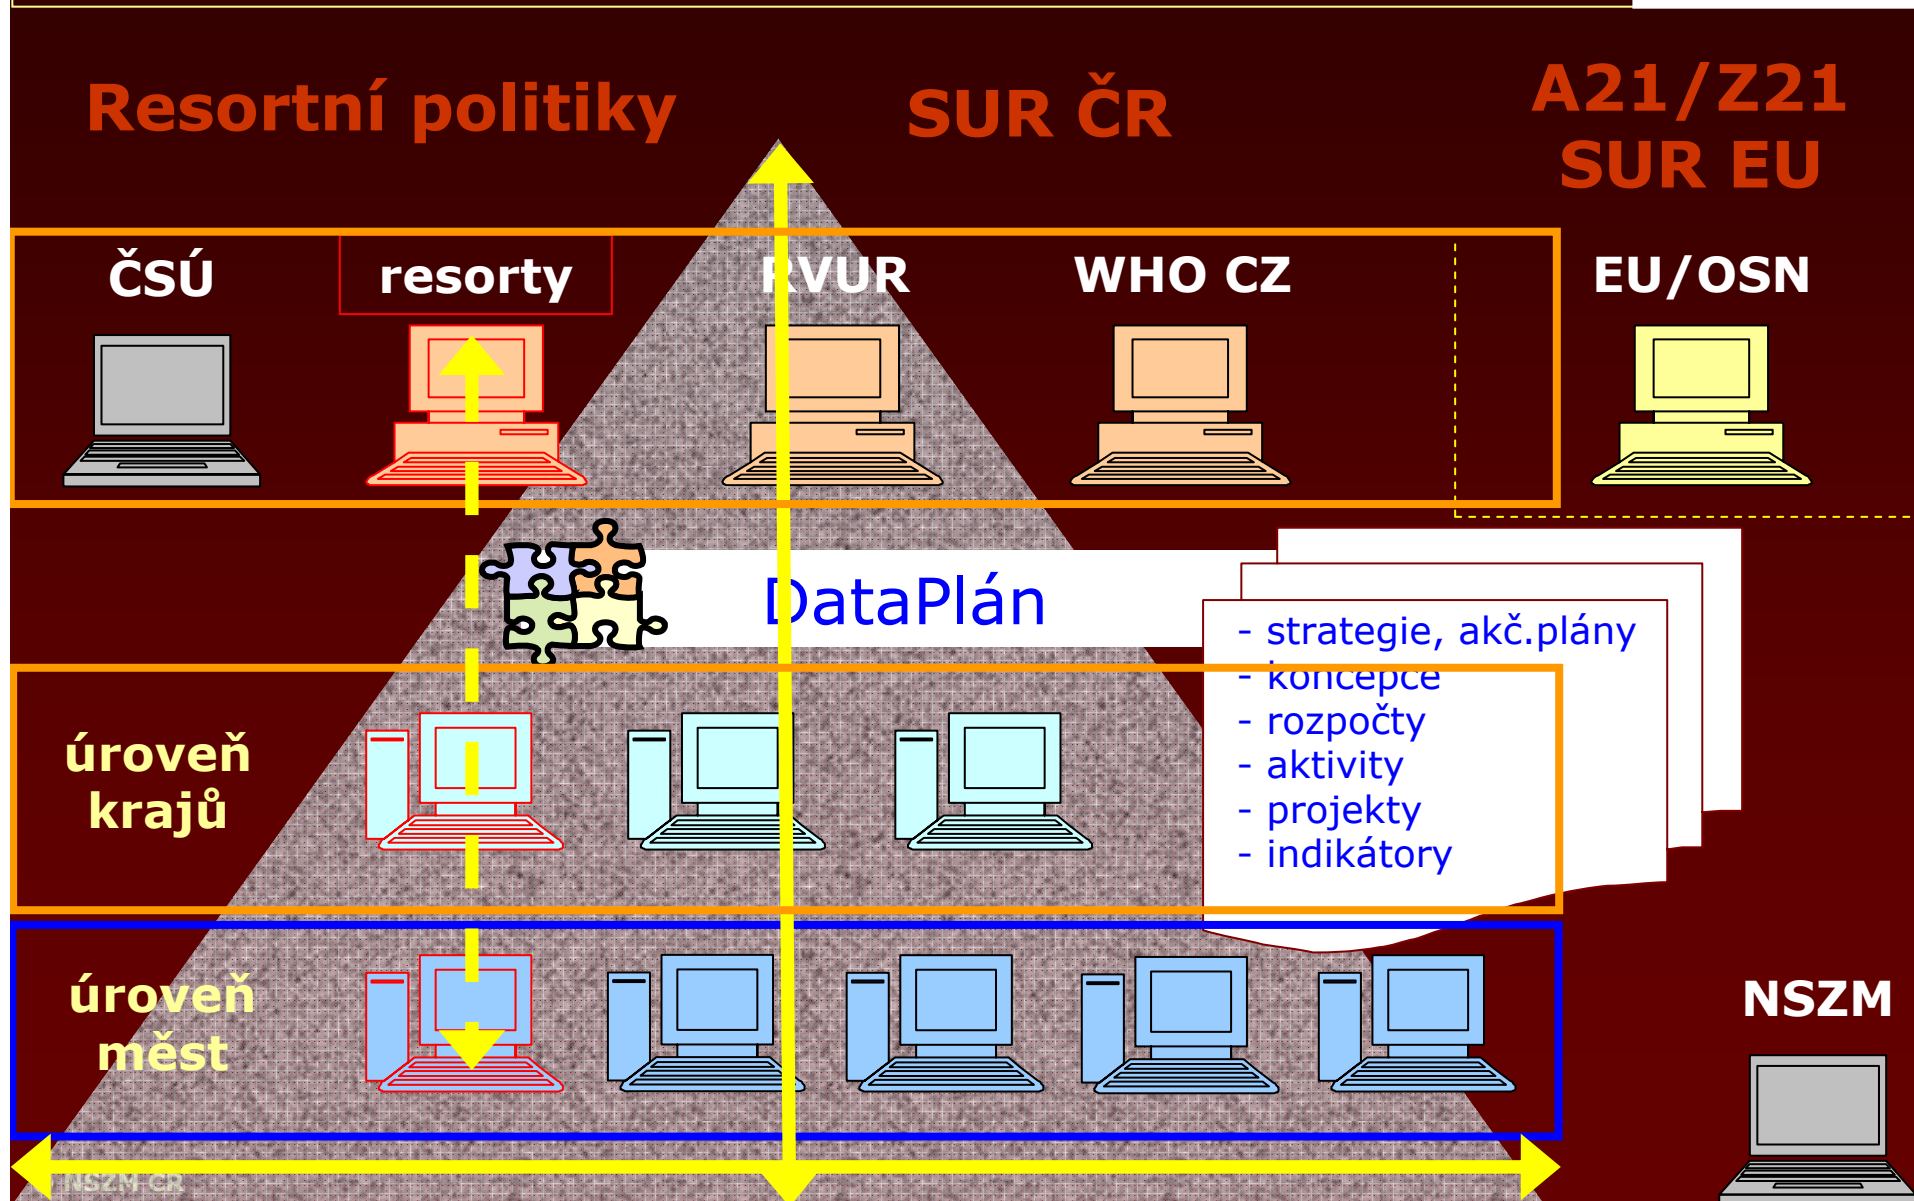 Resortní politiky
SUR ČR
A21/Z21
SUR EU
ČSÚ
resorty
RVUR
WHO CZ
EU/OSN
DataPlán
- strategie, akč.plány
- koncepce
- rozpočty
- aktivity
- projekty
- indikátory
úroveň
krajů
úroveň
měst
NSZM
NSZM ČR